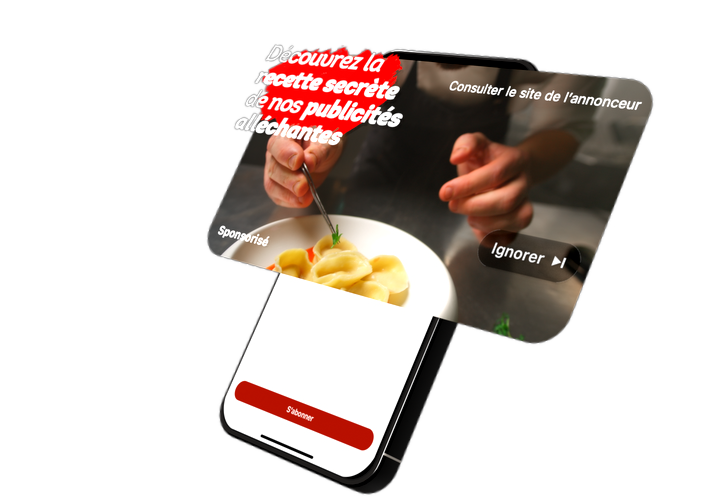 Découvrez la
recette secrète
de nos publicités
alléchantes
Consulter le site de l'annonceur
Sponsorisé
Ignorer
S'abonner